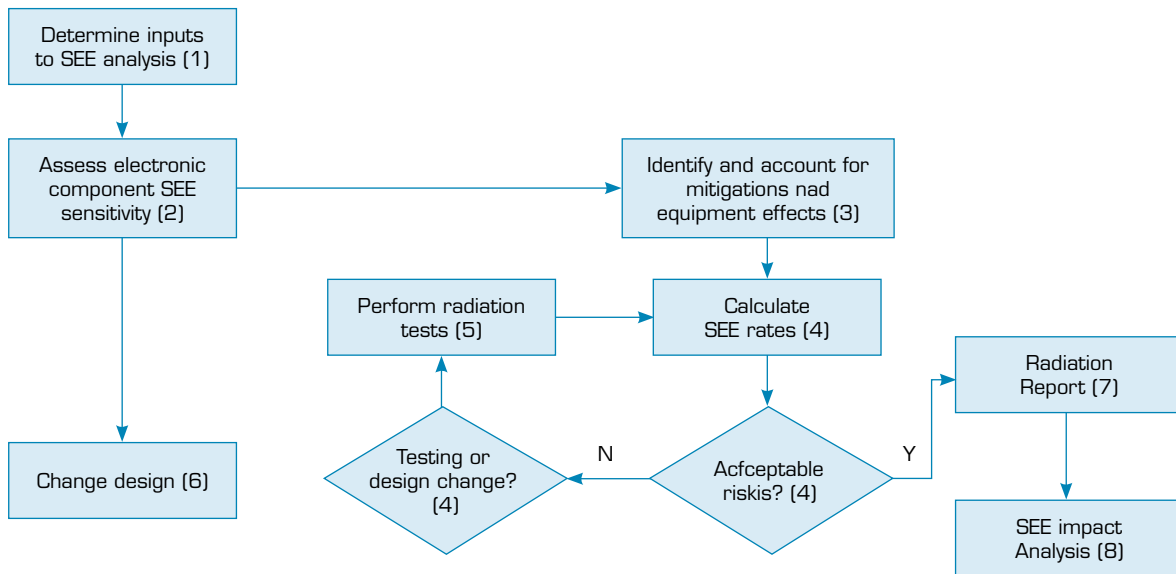 Determine inputs
to SEE analysis (1)
Assess electronic
component SEE
sensitivity (2)
Identify and account for
mitigations nad
equipment effects (3)
Perform radiation
tests (5)
Calculate
SEE rates (4)
Radiation
Report (7)
Change design (6)
Testing or
design change?
(4)
N
Acfceptable
riskis? (4)
Y
SEE impact
Analysis (8)